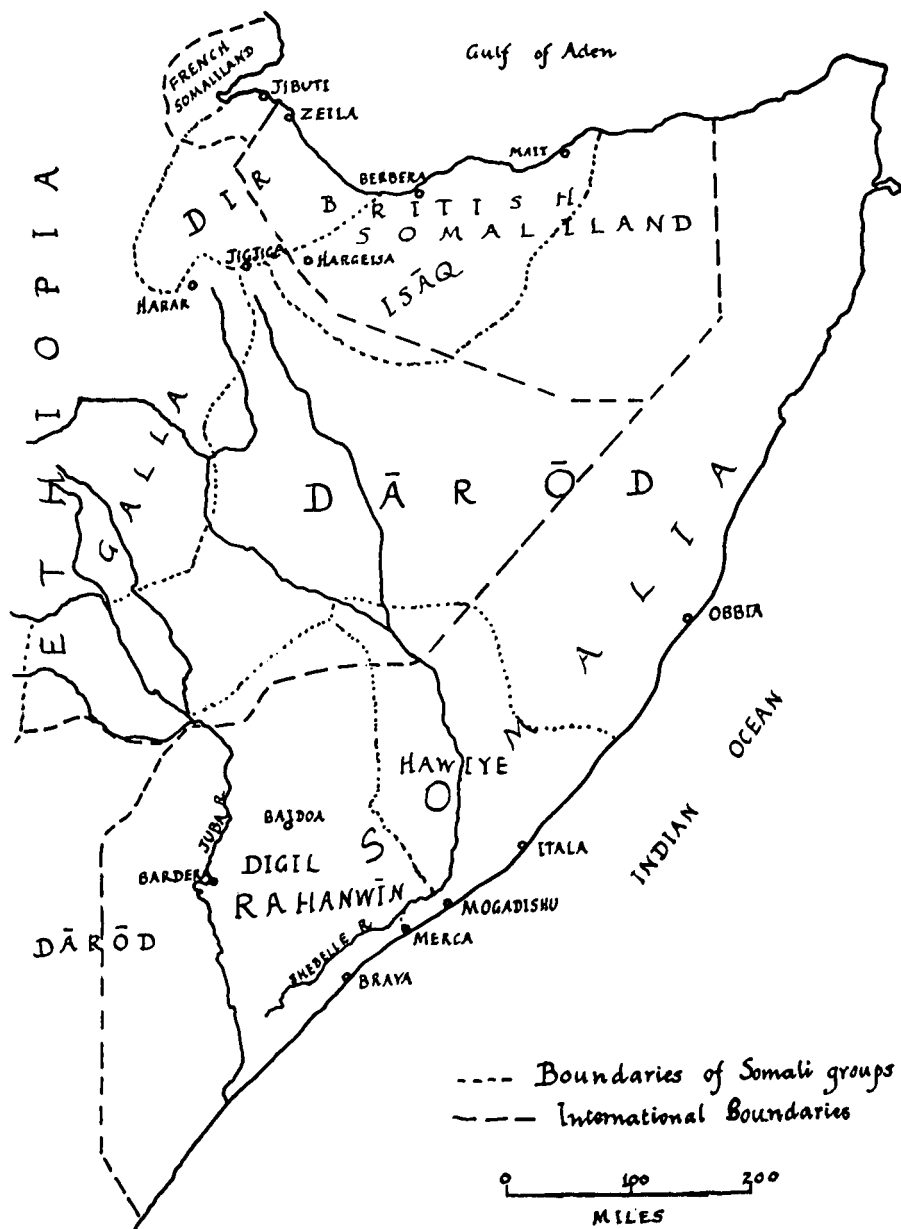 Gulf of Aden
FRENCH
SOMALILAND
JIBUTI
ZEILA
MAIT
BERBERA
DIR
BRITISH
SOMALILAND
JIGJIGA
HARGEISA
ISĀQ
HARAR
ETHIOPIA
GALLA
DĀRŌD
SOMALIA
OBBIA
INDIAN OCEAN
HAWIYE
JUBA R.
BAIDOA
ITALA
DIGIL
BARDERA
RAHANWĪN
MOGADISHU
DĀRŌD
SHEBELLE R.
MERCA
BRAVA
Boundaries of Somali groups
International Boundaries
0 100 200
MILES